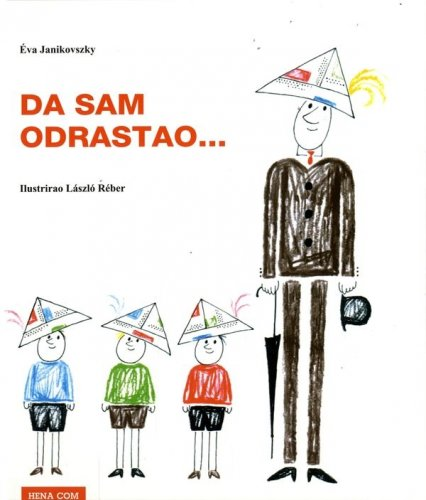 Éva Janikovszky
DA SAM
ODRASTAO...
Ilustrirao László Réber
HENA COM